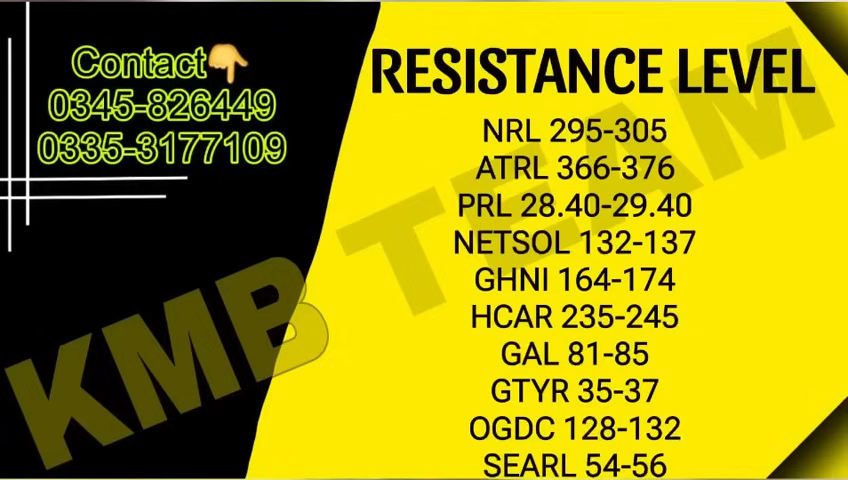 Contact👇
0345-826449
0335-3177109
RESISTANCE LEVEL
NRL 295-305
ATRL 366-376
PRL 28.40-29.40
NETSOL 132-137
GHNI 164-174
HCAR 235-245
GAL 81-85
GTYR 35-37
OGDC 128-132
SEARL 54-56
KMB TEAM